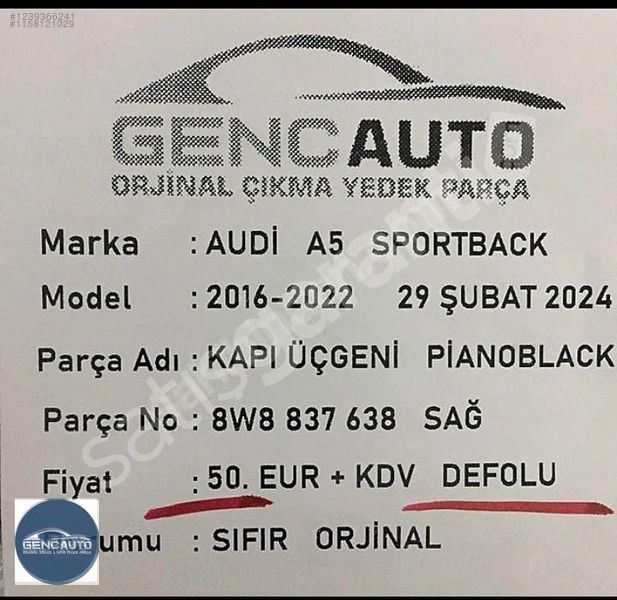 #1239366241
#1158121029
GENCAUTO
ORJİNAL ÇIKMA YEDEK PARÇA
Marka : AUDİ A5 SPORTBACK
Model : 2016-2022 29 ŞUBAT 2024
Parça Adı : KAPI ÜÇGENİ PİANOBLACK
Parça No : 8W8 837 638 SAĞ
Fiyat : 50. EUR + KDV DEFOLU
umu : SIFIR ORJİNAL
GENCAUTO